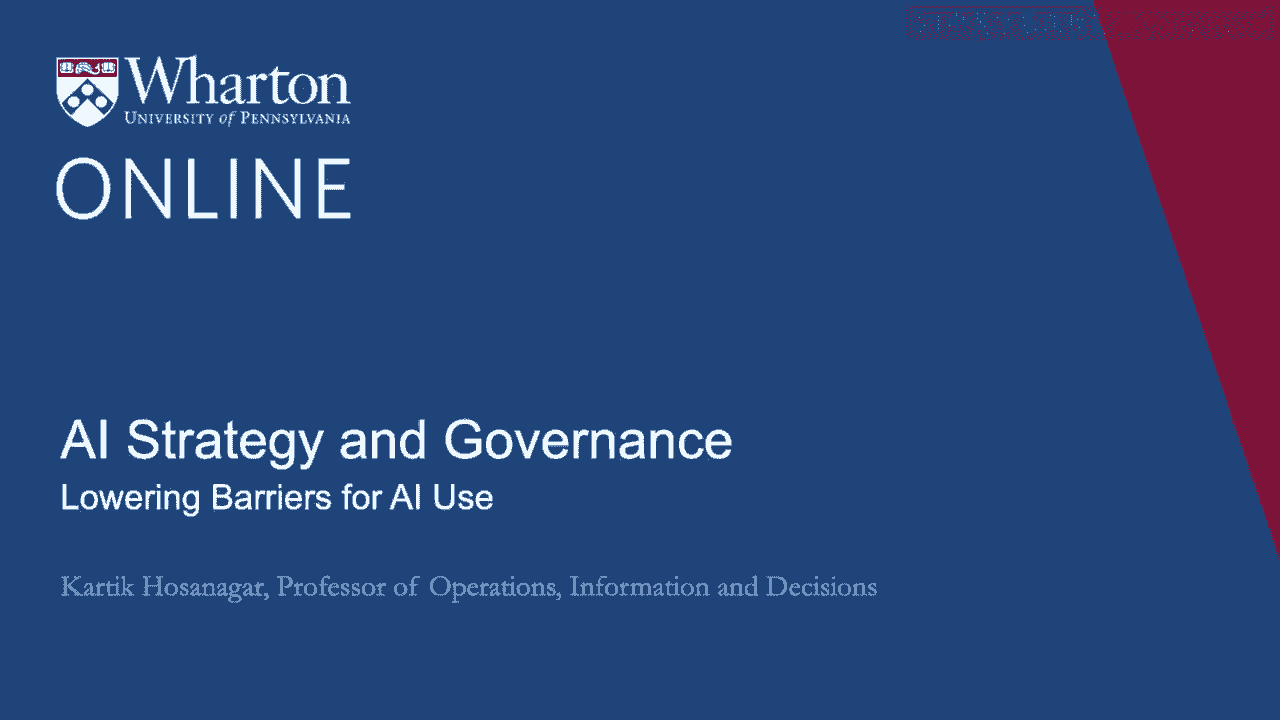 Wharton
UNIVERSITY of PENNSYLVANIA
ONLINE
AI Strategy and Governance
Lowering Barriers for AI Use
Kartik Hosanagar, Professor of Operations, Information and Decisions